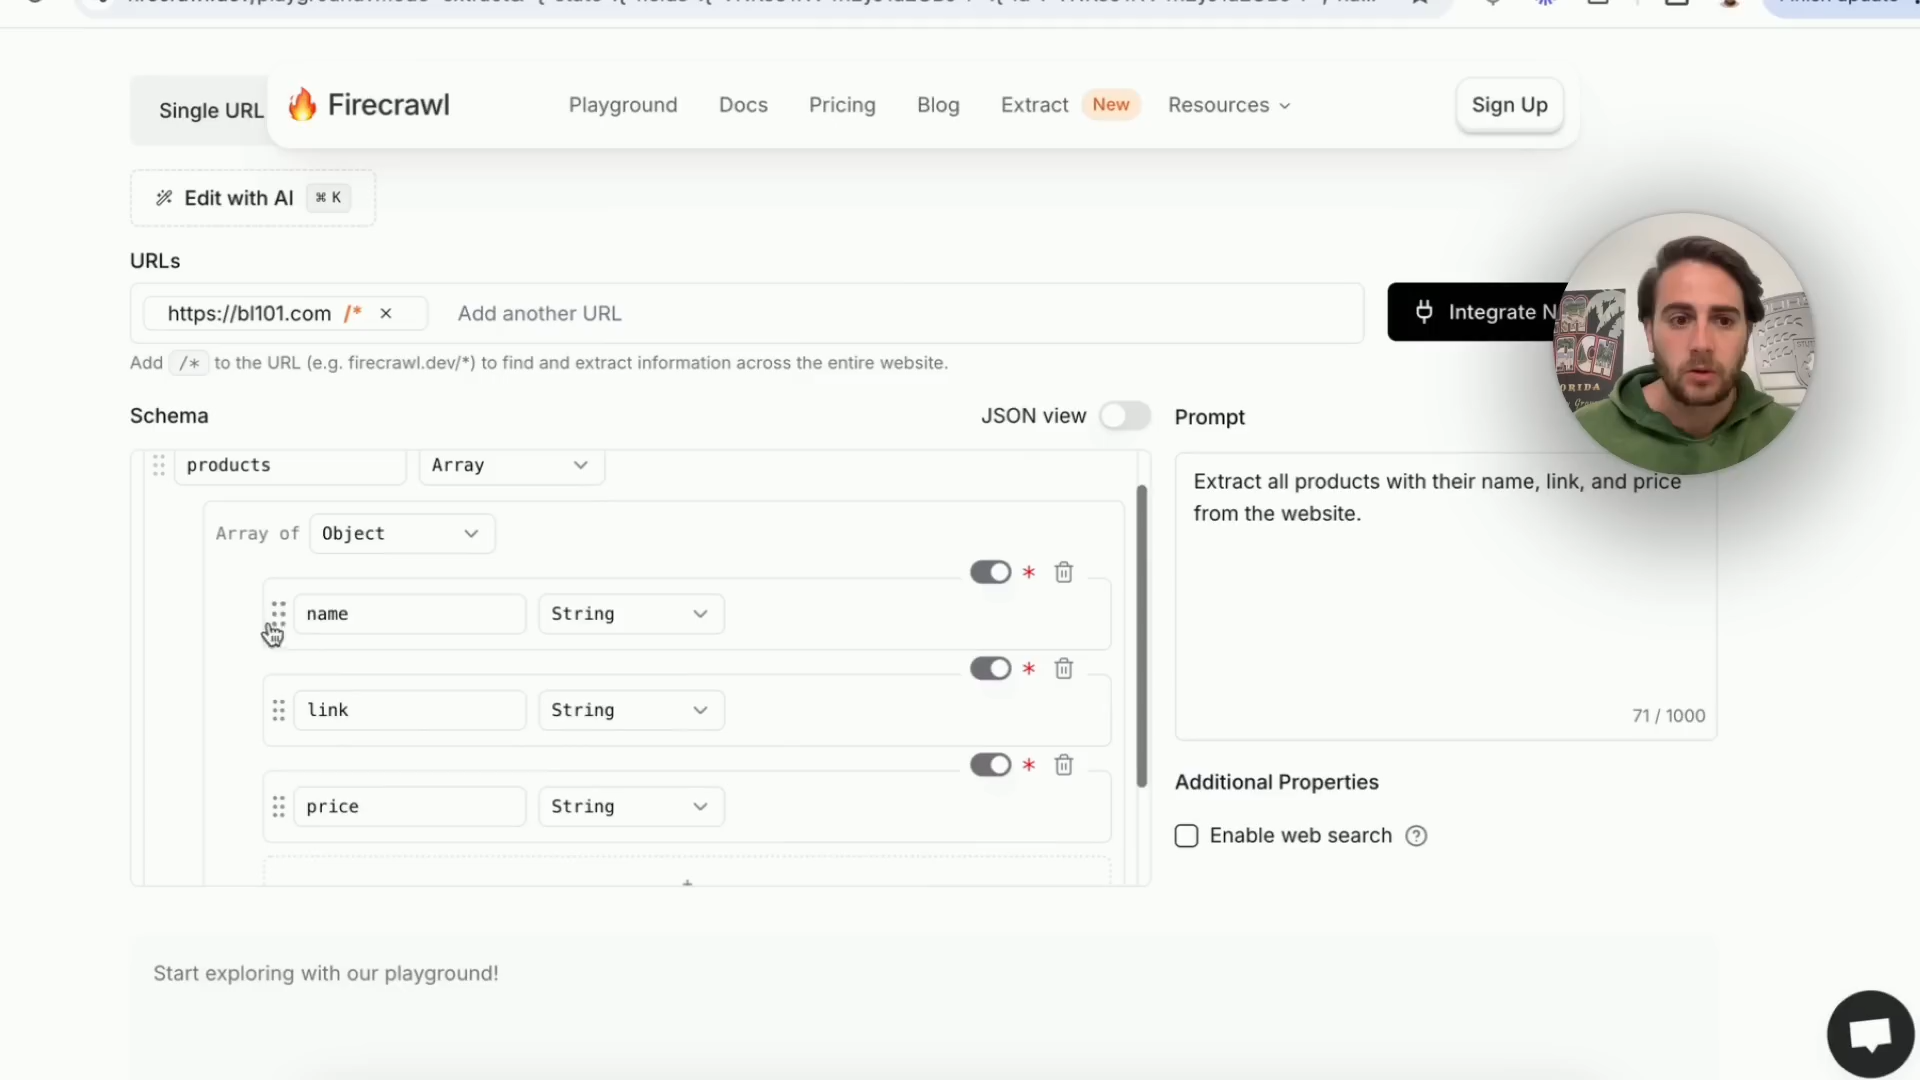 Single URL
Firecrawl
Playground
Docs
Pricing
Blog
Extract
New
Resources
Sign Up
Edit with AI
⌘ K
URLs
https://bl101.com /* ×
Add another URL
Integrate N
Add /* to the URL (e.g. firecrawl.dev/*) to find and extract information across the entire website.
Schema
JSON view
Prompt
products
Array
Extract all products with their name, link, and price
from the website.
Array of
Object
*
name
String
*
link
String
71 / 1000
*
price
String
Additional Properties
Enable web search
+
Start exploring with our playground!